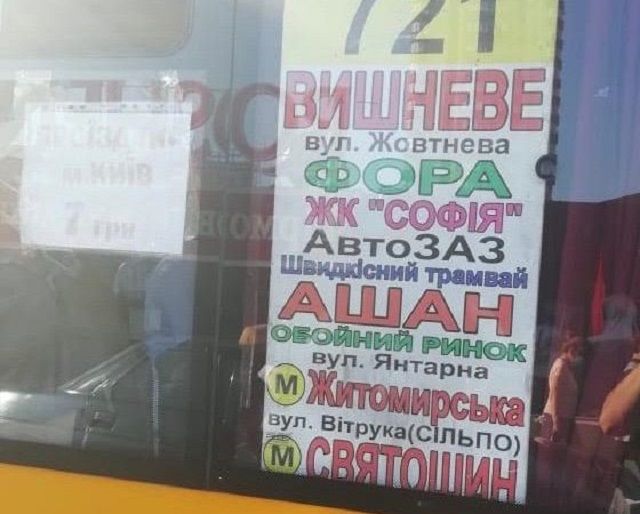 721
ВИШНЕВЕ
вул. Жовтнева
ФОРА
ЖК "СОФІЯ"
АвтоЗАЗ
Швидкісний трамвай
АШАН
ОБОЙНИЙ РИНОК
вул. Янтарна
М Житомирська
вул. Вітрука(СІЛЬПО)
М СВЯТОШИН
м.КИЇВ
7 грн